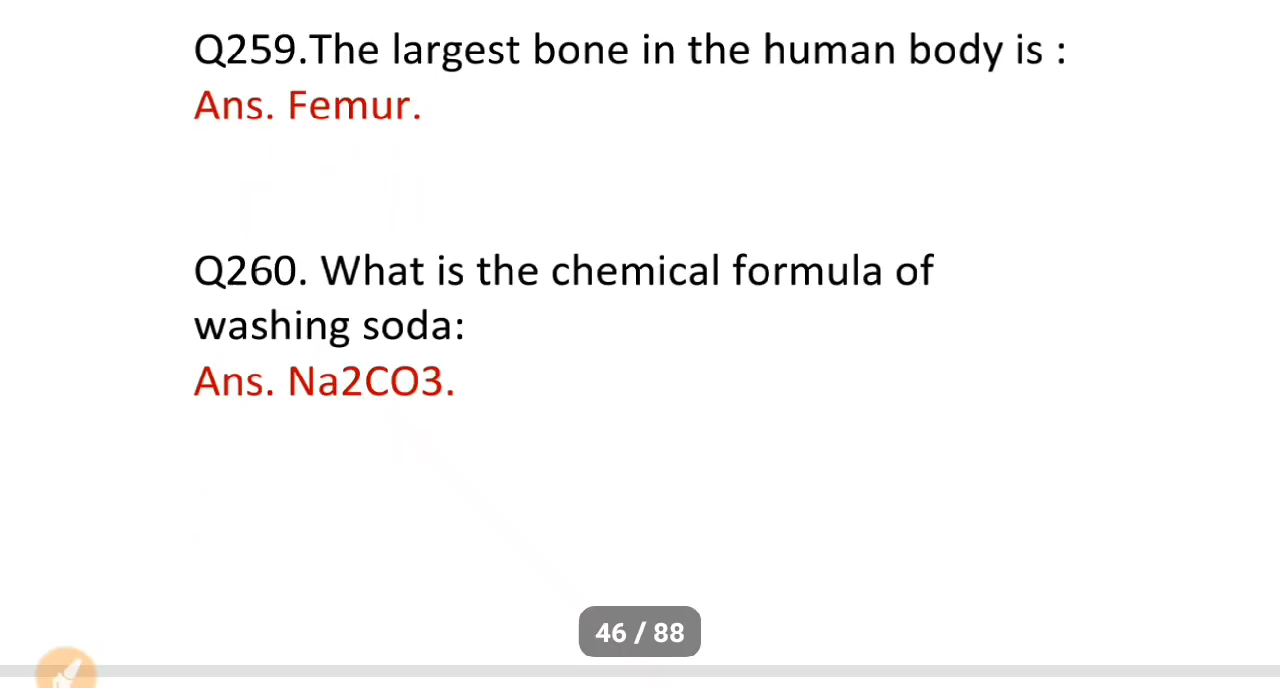 Q259.The largest bone in the human body is :
Ans. Femur.
Q260. What is the chemical formula of
washing soda:
Ans. Na2CO3.
46 / 88